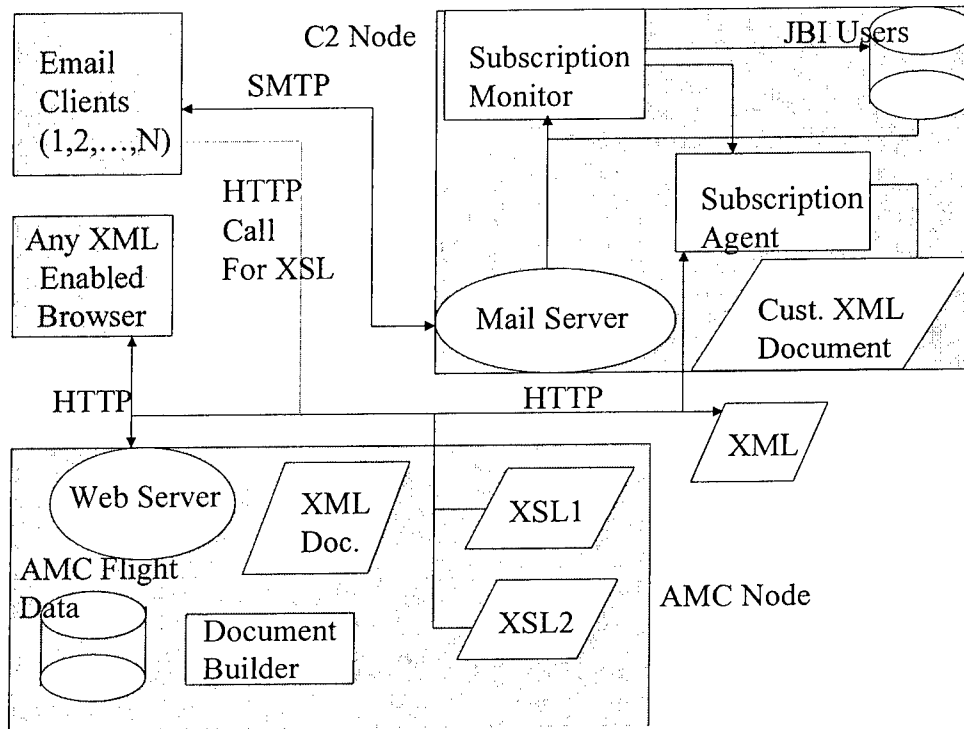 C2 Node
JBI Users
Email
Clients
(1,2,...,N)
SMTP
Subscription
Monitor
HTTP
Call
For XSL
Subscription
Agent
Any XML
Enabled
Browser
Mail Server
Cust. XML
Document
HTTP
HTTP
XML
Web Server
XML
Doc.
XSL1
AMC Flight
Data
AMC Node
Document
Builder
XSL2